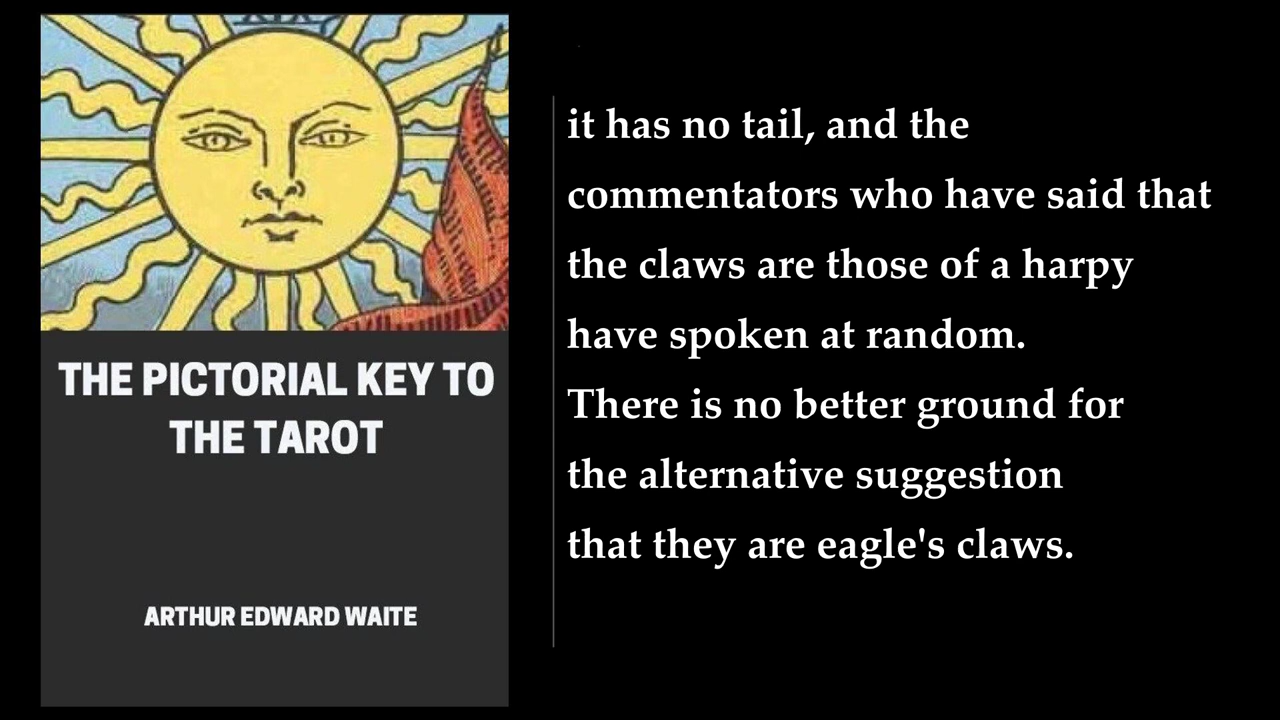 XIX
THE PICTORIAL KEY TO
THE TAROT
ARTHUR EDWARD WAITE
it has no tail, and the
commentators who have said that
the claws are those of a harpy
have spoken at random.
There is no better ground for
the alternative suggestion
that they are eagle's claws.